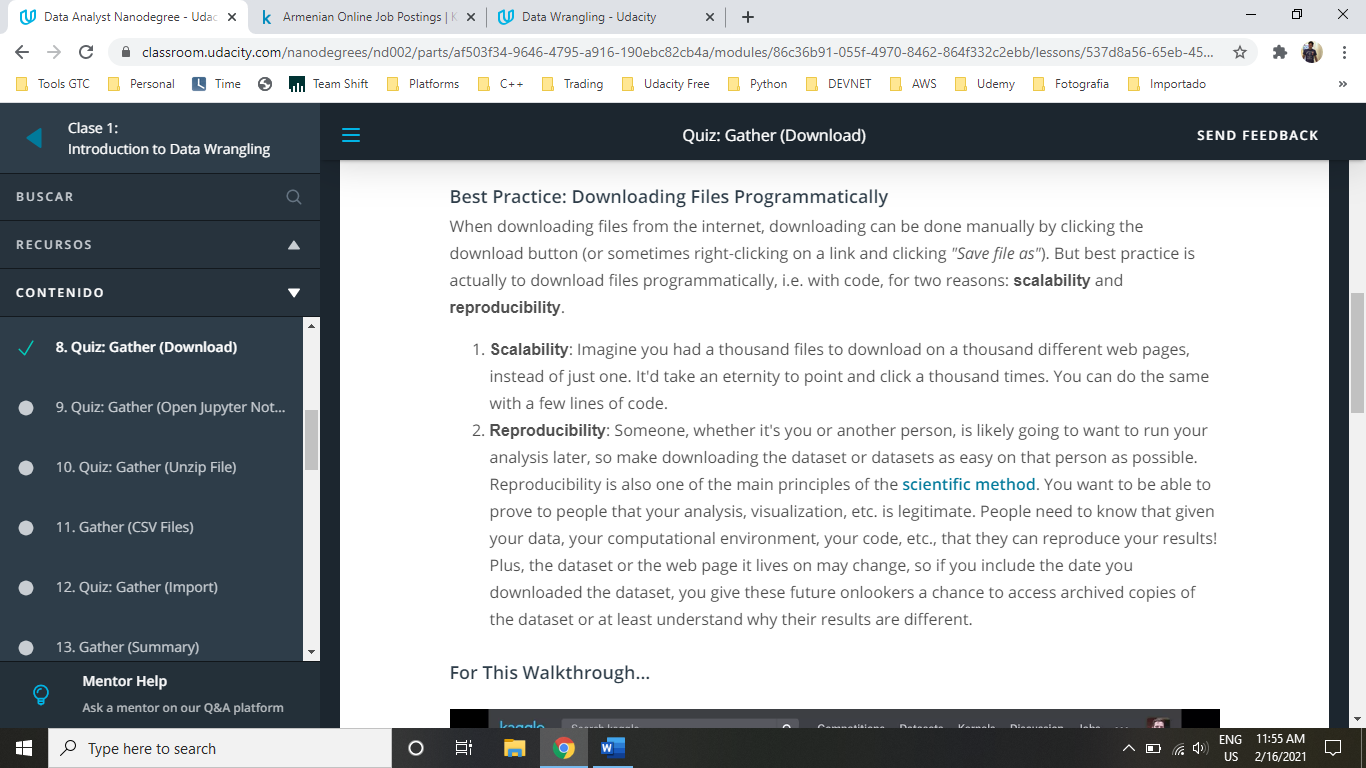 Data Analyst Nanodegree - Udac
Armenian Online Job Postings | K
Data Wrangling - Udacity
classroom.udacity.com/nanodegrees/nd002/parts/af503f34-9646-4795-a916-190ebc82cb4a/modules/86c36b91-055f-4970-8462-864f332c2ebb/lessons/537d8a56-65eb-45...
Tools GTC Personal Time Team Shift Platforms C++ Trading Udacity Free Python DEVNET AWS Udemy Fotografia Importado »
Clase 1:
Introduction to Data Wrangling
BUSCAR
RECURSOS
CONTENIDO
8. Quiz: Gather (Download)
9. Quiz: Gather (Open Jupyter Not...
10. Quiz: Gather (Unzip File)
11. Gather (CSV Files)
12. Quiz: Gather (Import)
13. Gather (Summary)
Mentor Help
Ask a mentor on our Q&A platform
Quiz: Gather (Download)
SEND FEEDBACK
Best Practice: Downloading Files Programmatically
When downloading files from the internet, downloading can be done manually by clicking the
download button (or sometimes right-clicking on a link and clicking "Save file as"). But best practice is
actually to download files programmatically, i.e. with code, for two reasons: scalability and
reproducibility.
1. Scalability: Imagine you had a thousand files to download on a thousand different web pages,
instead of just one. It'd take an eternity to point and click a thousand times. You can do the same
with a few lines of code.
2. Reproducibility: Someone, whether it's you or another person, is likely going to want to run your
analysis later, so make downloading the dataset or datasets as easy on that person as possible.
Reproducibility is also one of the main principles of the scientific method. You want to be able to
prove to people that your analysis, visualization, etc. is legitimate. People need to know that given
your data, your computational environment, your code, etc., that they can reproduce your results!
Plus, the dataset or the web page it lives on may change, so if you include the date you
downloaded the dataset, you give these future onlookers a chance to access archived copies of
the dataset or at least understand why their results are different.
For This Walkthrough...
kaggle Search kaggle Competitions Datasets Kernels Discussion Jobs
Type here to search
ENG
US
11:55 AM
2/16/2021